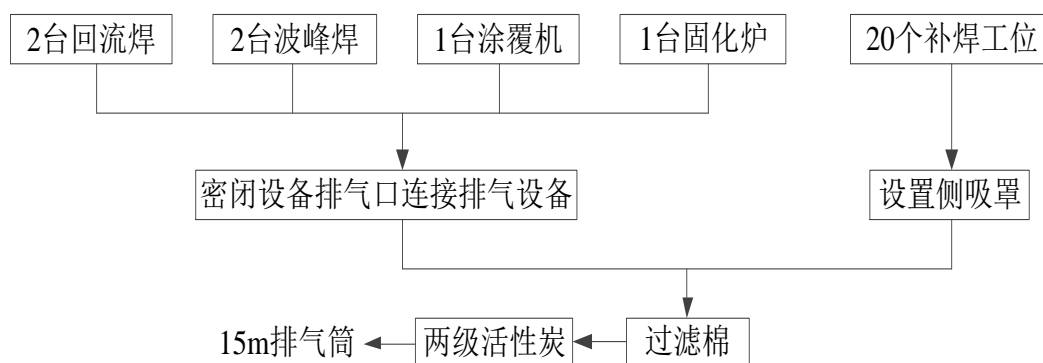 2台回流焊
2台波峰焊
1台涂覆机
1台固化炉
20个补焊工位
密闭设备排气口连接排气设备
设置侧吸罩
15m排气筒
两级活性炭
过滤棉